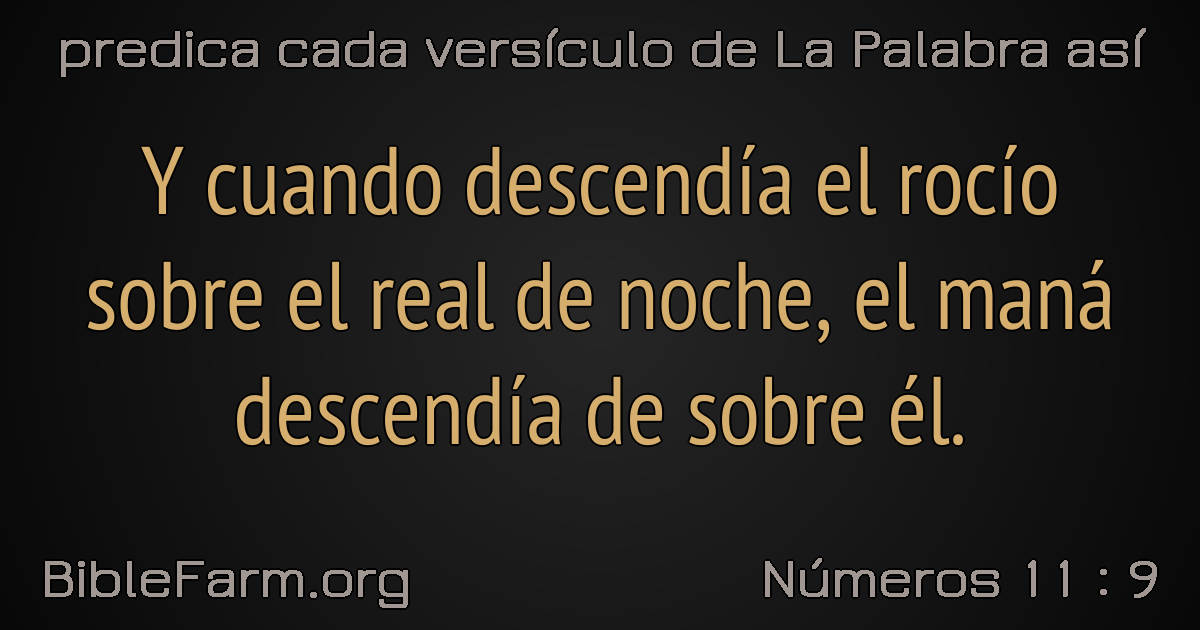 predica cada versículo de La Palabra así
Y cuando descendía el rocío
sobre el real de noche, el maná
descendía de sobre él.
BibleFarm.org
Números 11 : 9